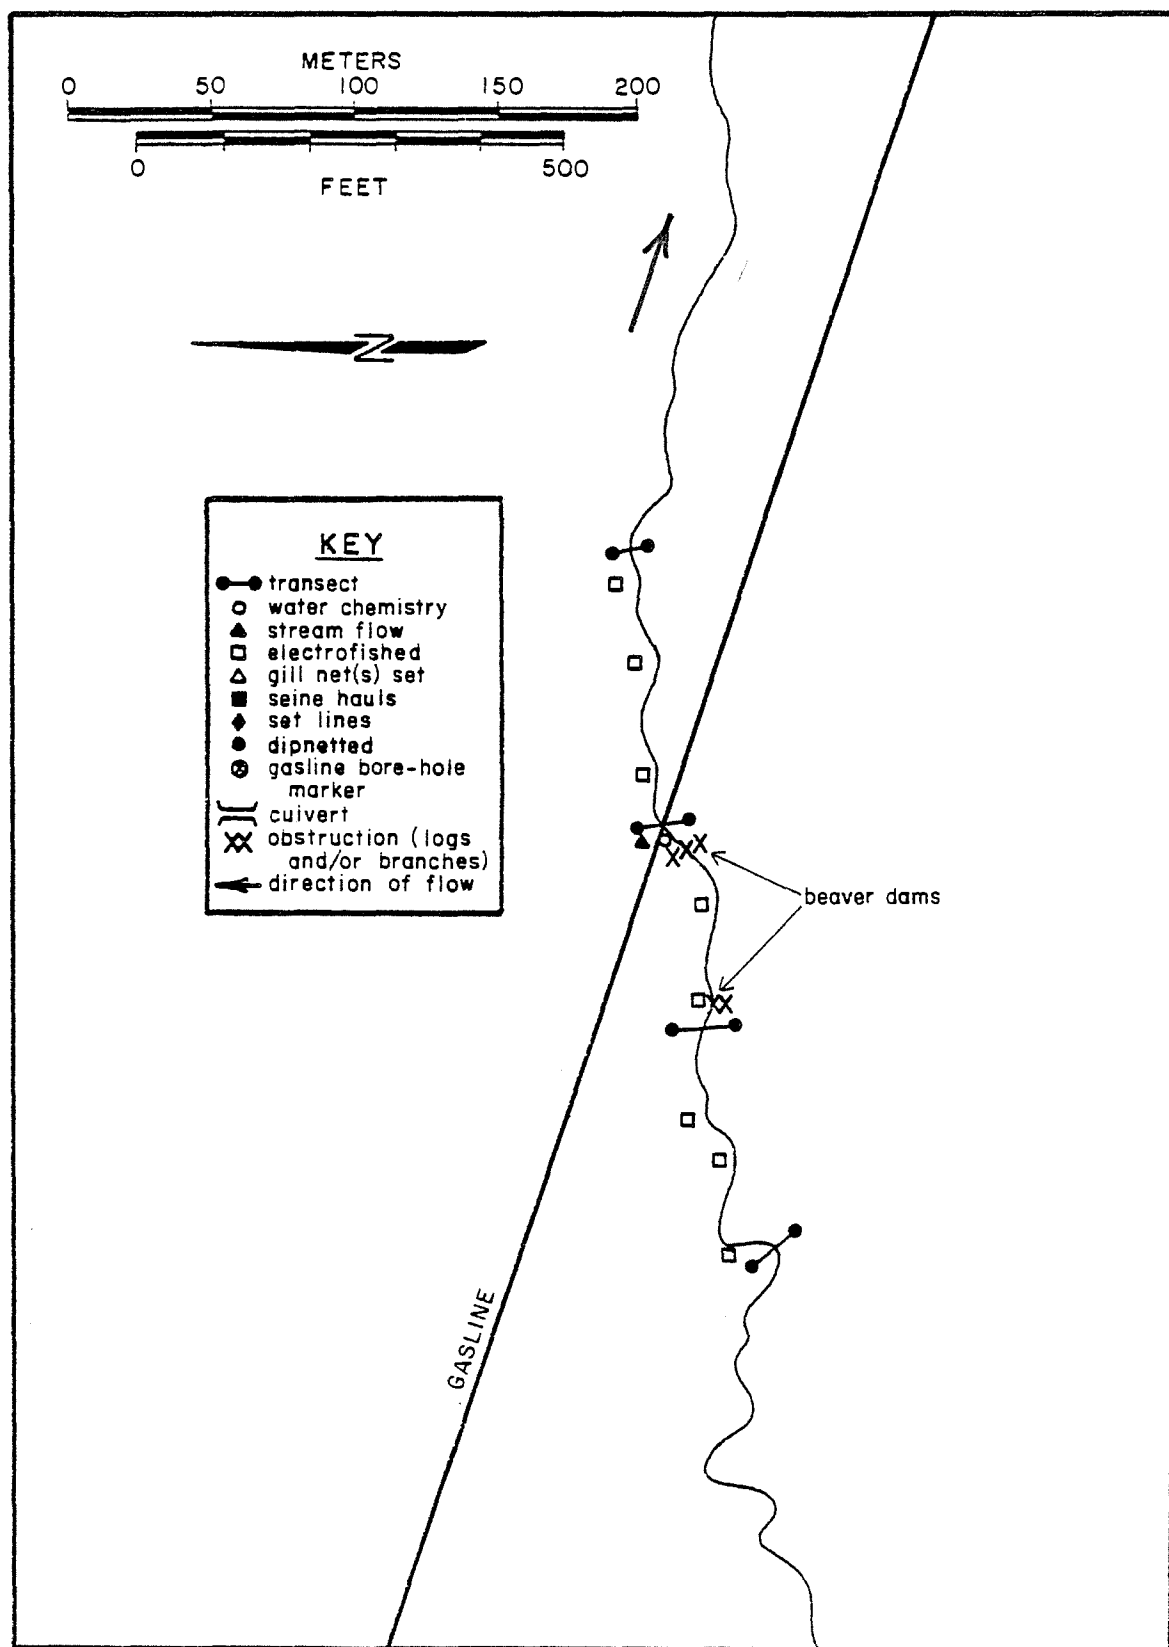 METERS
0 50 100 150 200
0 500
FEET
N
KEY
transect
water chemistry
stream flow
electrofished
gill net(s) set
seine hauls
set lines
dipnetted
gasline bore-hole
marker
culvert
obstruction (logs
and/or branches)
direction of flow
beaver dams
GASLINE